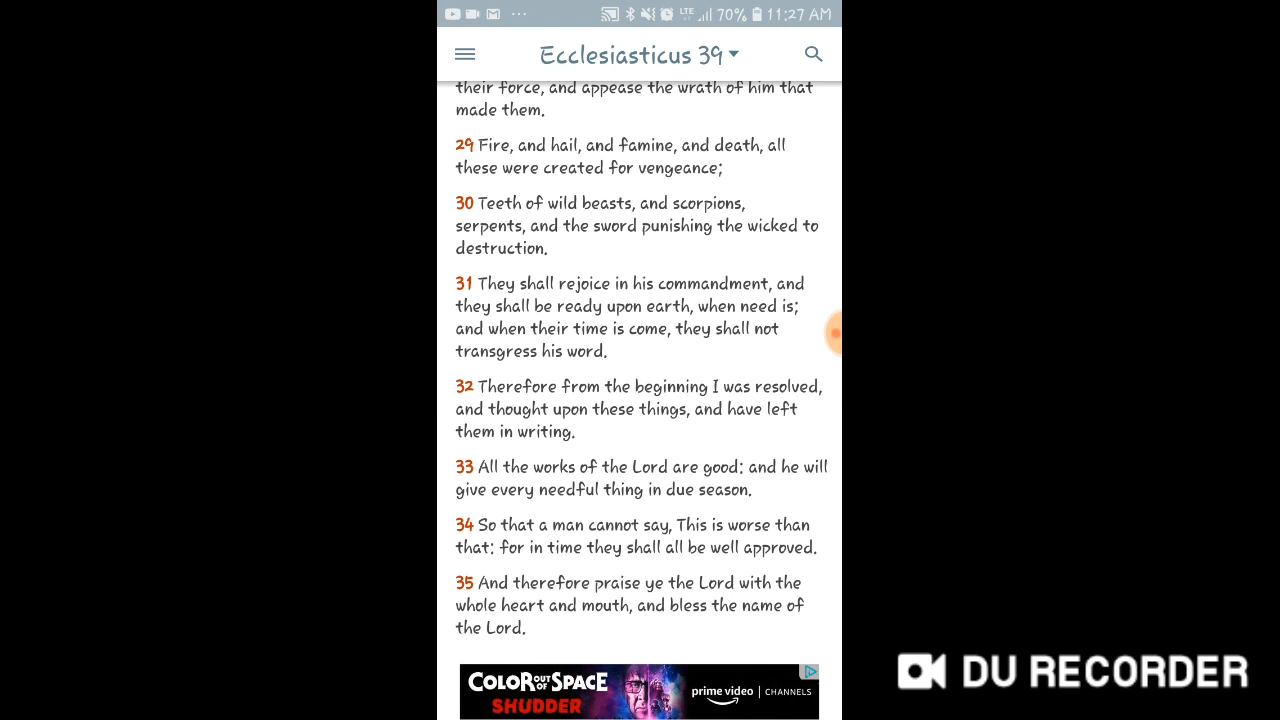 LTE 70% 11:27 AM
Ecclesiasticus 39
their force, and appease the wrath of him that
made them.
29 Fire, and hail, and famine, and death, all
these were created for vengeance;
30 Teeth of wild beasts, and scorpions,
serpents, and the sword punishing the wicked to
destruction.
31 They shall rejoice in his commandment, and
they shall be ready upon earth, when need is;
and when their time is come, they shall not
transgress his word.
32 Therefore from the beginning I was resolved,
and thought upon these things, and have left
them in writing.
33 All the works of the Lord are good: and he will
give every needful thing in due season.
34 So that a man cannot say, This is worse than
that: for in time they shall all be well approved.
35 And therefore praise ye the Lord with the
whole heart and mouth, and bless the name of
the Lord.
COLOR OUT OF SPACE
SHUDDER
prime video | CHANNELS
DU RECORDER